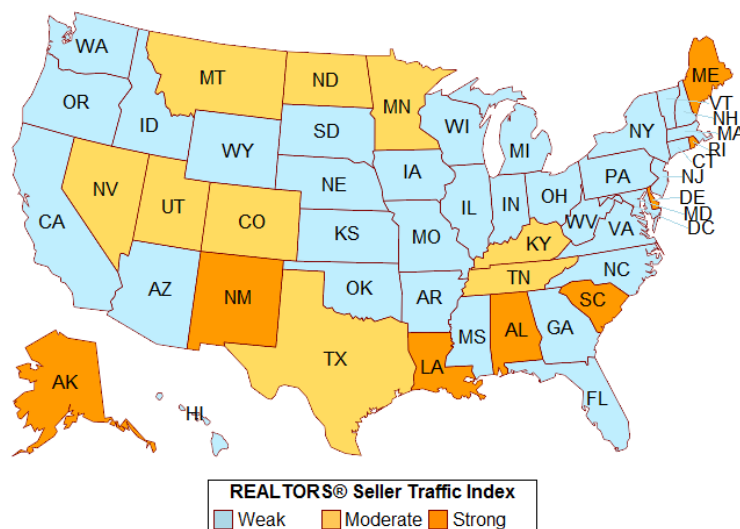 WA
MT
ND
ME
MN
VT
OR
NH
ID
WI
NY
MA
SD
RI
WY
MI
CT
IA
PA
NJ
NE
NV
OH
DE
UT
IL
IN
MD
CO
WV
VA
DC
CA
KS
MO
KY
NC
TN
OK
AZ
AR
NM
SC
MS
AL
GA
TX
LA
AK
FL
HI
REALTORS® Seller Traffic Index
Weak Moderate Strong